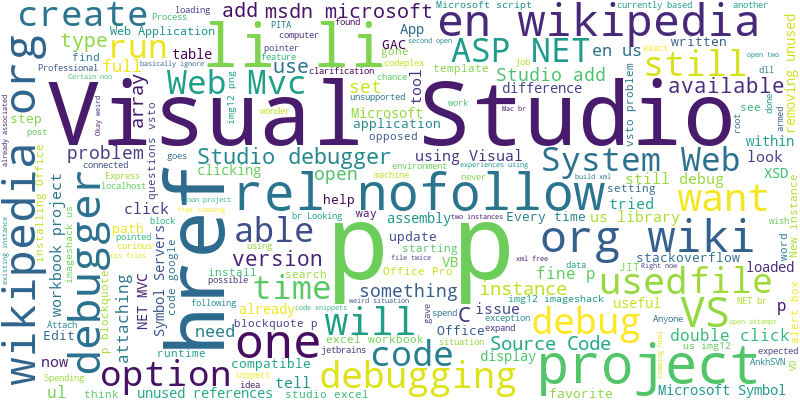 Microsoft script
currently based
another
create
Process
PITA
Web Application
add
msdn microsoft
App
loading
found
en wikipedia
second open
basically ignore
computer
run
li li
pointer
feature
gone
GAC
Codeplex
ASP NET
en us
written
exact
open two
type
find
Professional
table
Certain non
full
array
Web Mvc
use
clarification
chance
set
tool
template
job
Studio add
difference
still
available
dll
removing unused
img12 png
unsupported
Microsoft
work
vsto problem
Okay weird
Mac br
Visual Studio
wikipedia org
already associated
step
post
application
opposed
wonder
see
done
armed
root
within
problem
connected
goes
questions vsto
Studio debugger
environment
using Visual
System Web
look
XSD
Express
localhost
clicking
open
machine
never
experiences using
build xml
still debug
setting
installing Office
workbook project
debugger
href
rel nofollow
non project
free roaming
able
want
click
block
br Looking
help
way
assembly
two instances
Every time
us library
tried
word
wish
alert box
New instance
existing instance
css files
imageshack us
path
pointed
curious
attaching
Symbol Servers
code google
version
using
update
starting
VB
file twice
xml free
org wiki
stackoverflow
JIT
Right now
loaded
p p
install
search
possible
Office Pro
data
time
something
instance
fine p
usedfile
useful
NET br
Anyone
open attempt
p blockquote
Edit
Attach
NET MVC
need
following
already
weird situation
code snippets
gave
spend
C
issue
img12 imageshack
exception
VS
p
will
debug
double click
expected
AnkhSVN
now
one
blockquote p
Office
expand
Anyone
us img12
runtime
excel workbook
situation
code
Source Code
project
VD
Spending
option
compatible
inspect
idea
tell
jetbrains
debugging
display
favorite
roaming html
ul
think
unused references
studio excel
Microsoft Symbol